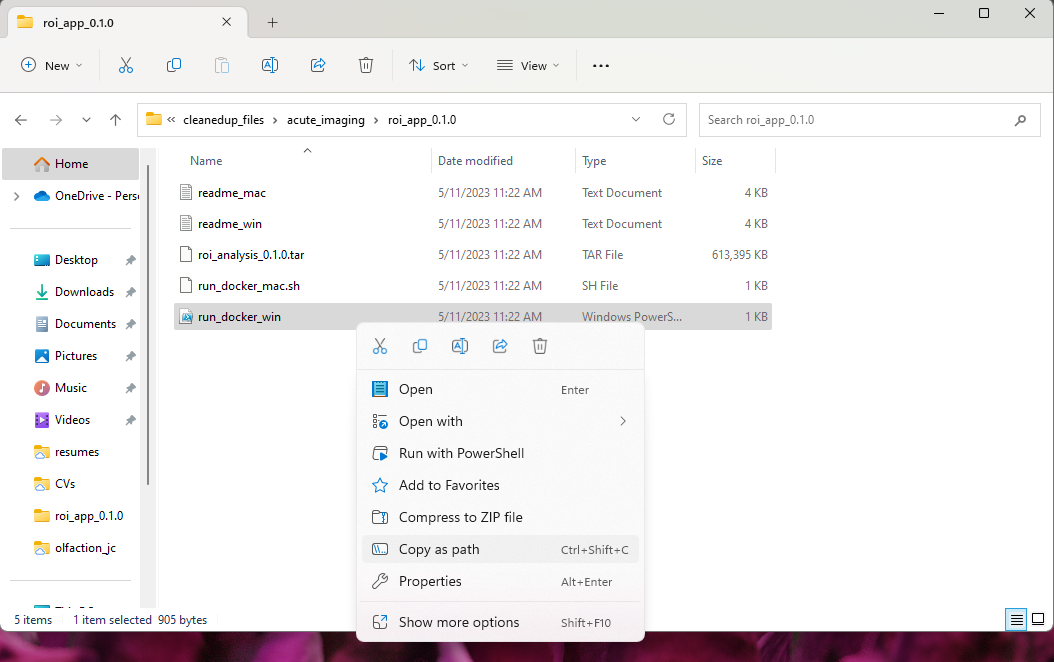 roi_app_0.1.0
New
Sort
View
« cleanedup_files > acute_imaging > roi_app_0.1.0
Search roi_app_0.1.0
Home
OneDrive - Perso
Desktop
Downloads
Documents
Pictures
Music
Videos
resumes
CVs
roi_app_0.1.0
olfaction_jc
Name Date modified Type Size
readme_mac 5/11/2023 11:22 AM Text Document 4 KB
readme_win 5/11/2023 11:22 AM Text Document 4 KB
roi_analysis_0.1.0.tar 5/11/2023 11:22 AM TAR File 613,395 KB
run_docker_mac.sh 5/11/2023 11:22 AM SH File 1 KB
run_docker_win 5/11/2023 11:22 AM Windows PowerS... 1 KB
Open Enter
Open with
Run with PowerShell
Add to Favorites
Compress to ZIP file
Copy as path Ctrl+Shift+C
Properties Alt+Enter
Show more options Shift+F10
5 items 1 item selected 905 bytes